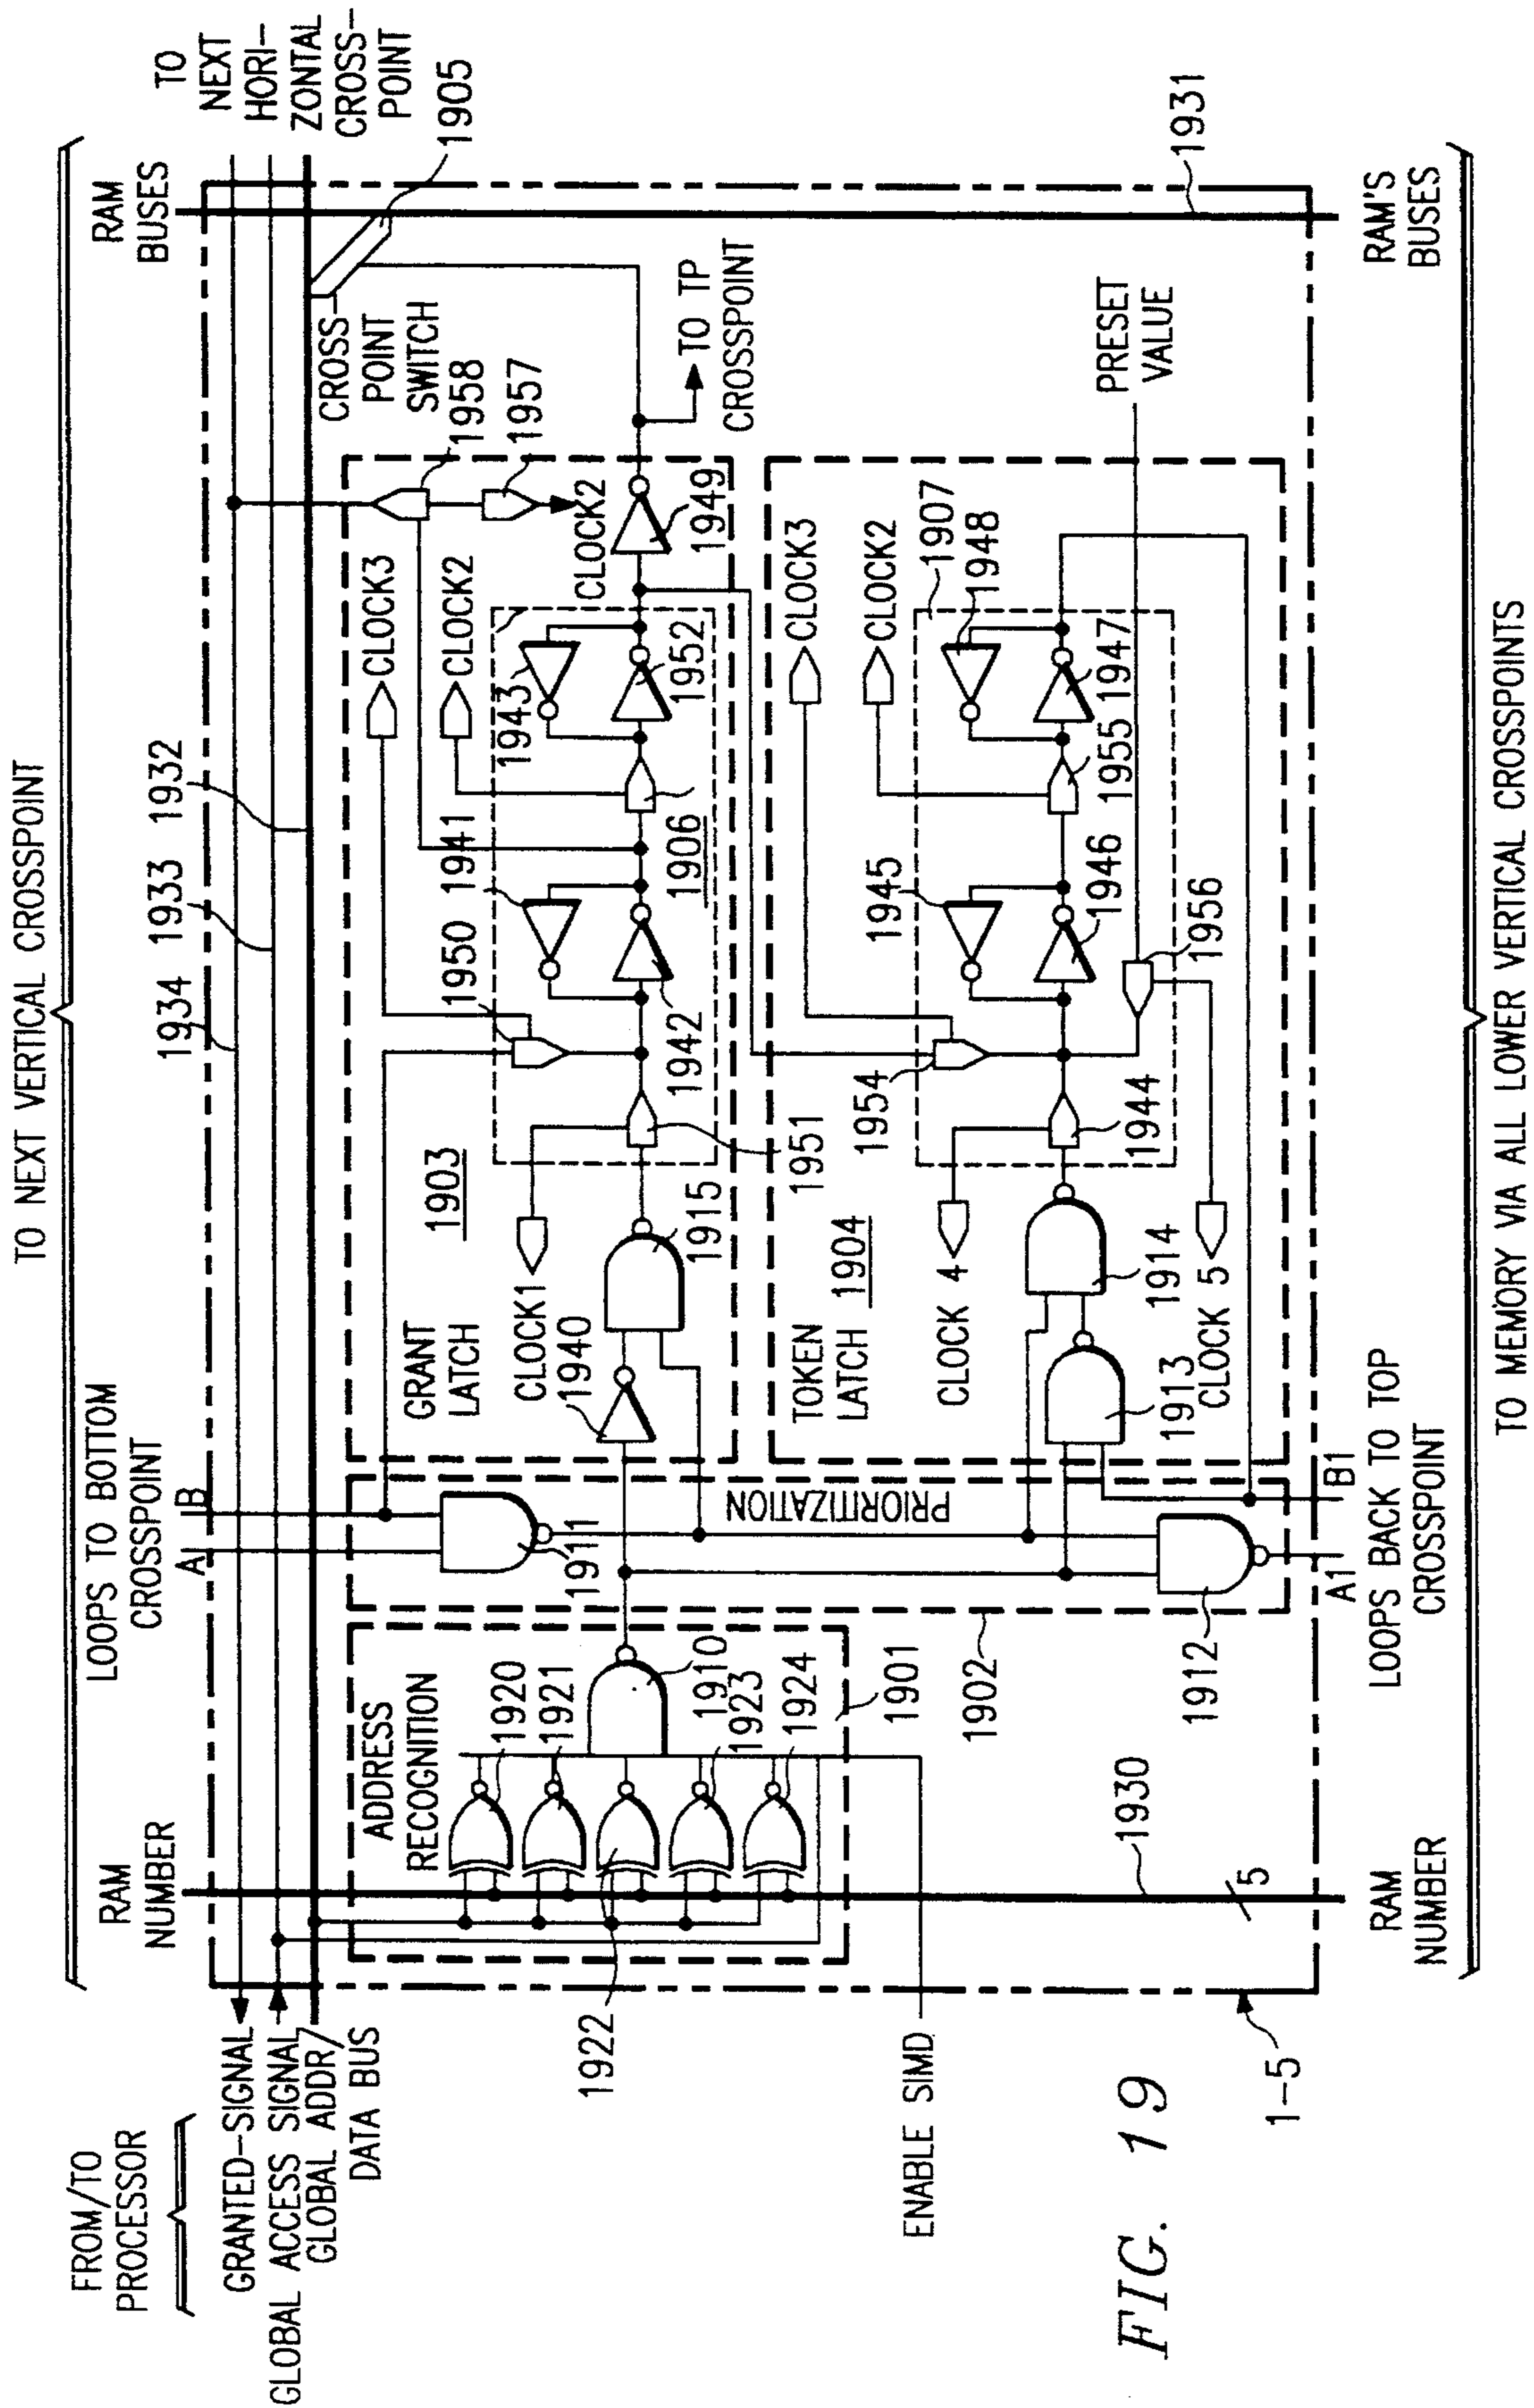 TO NEXT VERTICAL CROSSPOINT
RAM
NUMBER
LOOPS TO BOTTOM
CROSSPOINT
A
B
1934
1933
1932
RAM
BUSES
TO
NEXT
HORI-
ZONTAL
CROSS-
POINT
1905
FROM/TO
PROCESSOR
GRANTED-SIGNAL
GLOBAL ACCESS SIGNAL
GLOBAL ADDR/
DATA BUS
ADDRESS
RECOGNITION
1920
1921
1910
1923
1924
1922
1901
1911
PRIORITIZATION
1902
1912
GRANT
LATCH
1903
CLOCK1
1940
1915
1951
1950
1941
1942
1906
1943
1952
CLOCK3
CLOCK2
1958
1957
CLOCK2
1949
CROSS-
POINT
SWITCH
TO TP
CROSSPOINT
TOKEN
LATCH
1904
CLOCK 4
1913
1914
CLOCK 5
1954
1944
1945
1946
1956
1955
1907
1948
1947
CLOCK3
CLOCK2
PRESET
VALUE
1931
ENABLE SIMD
1930
5
1-5
RAM
NUMBER
A1
B1
LOOPS BACK TO TOP
CROSSPOINT
RAM'S
BUSES
TO MEMORY VIA ALL LOWER VERTICAL CROSSPOINTS
FIG. 19